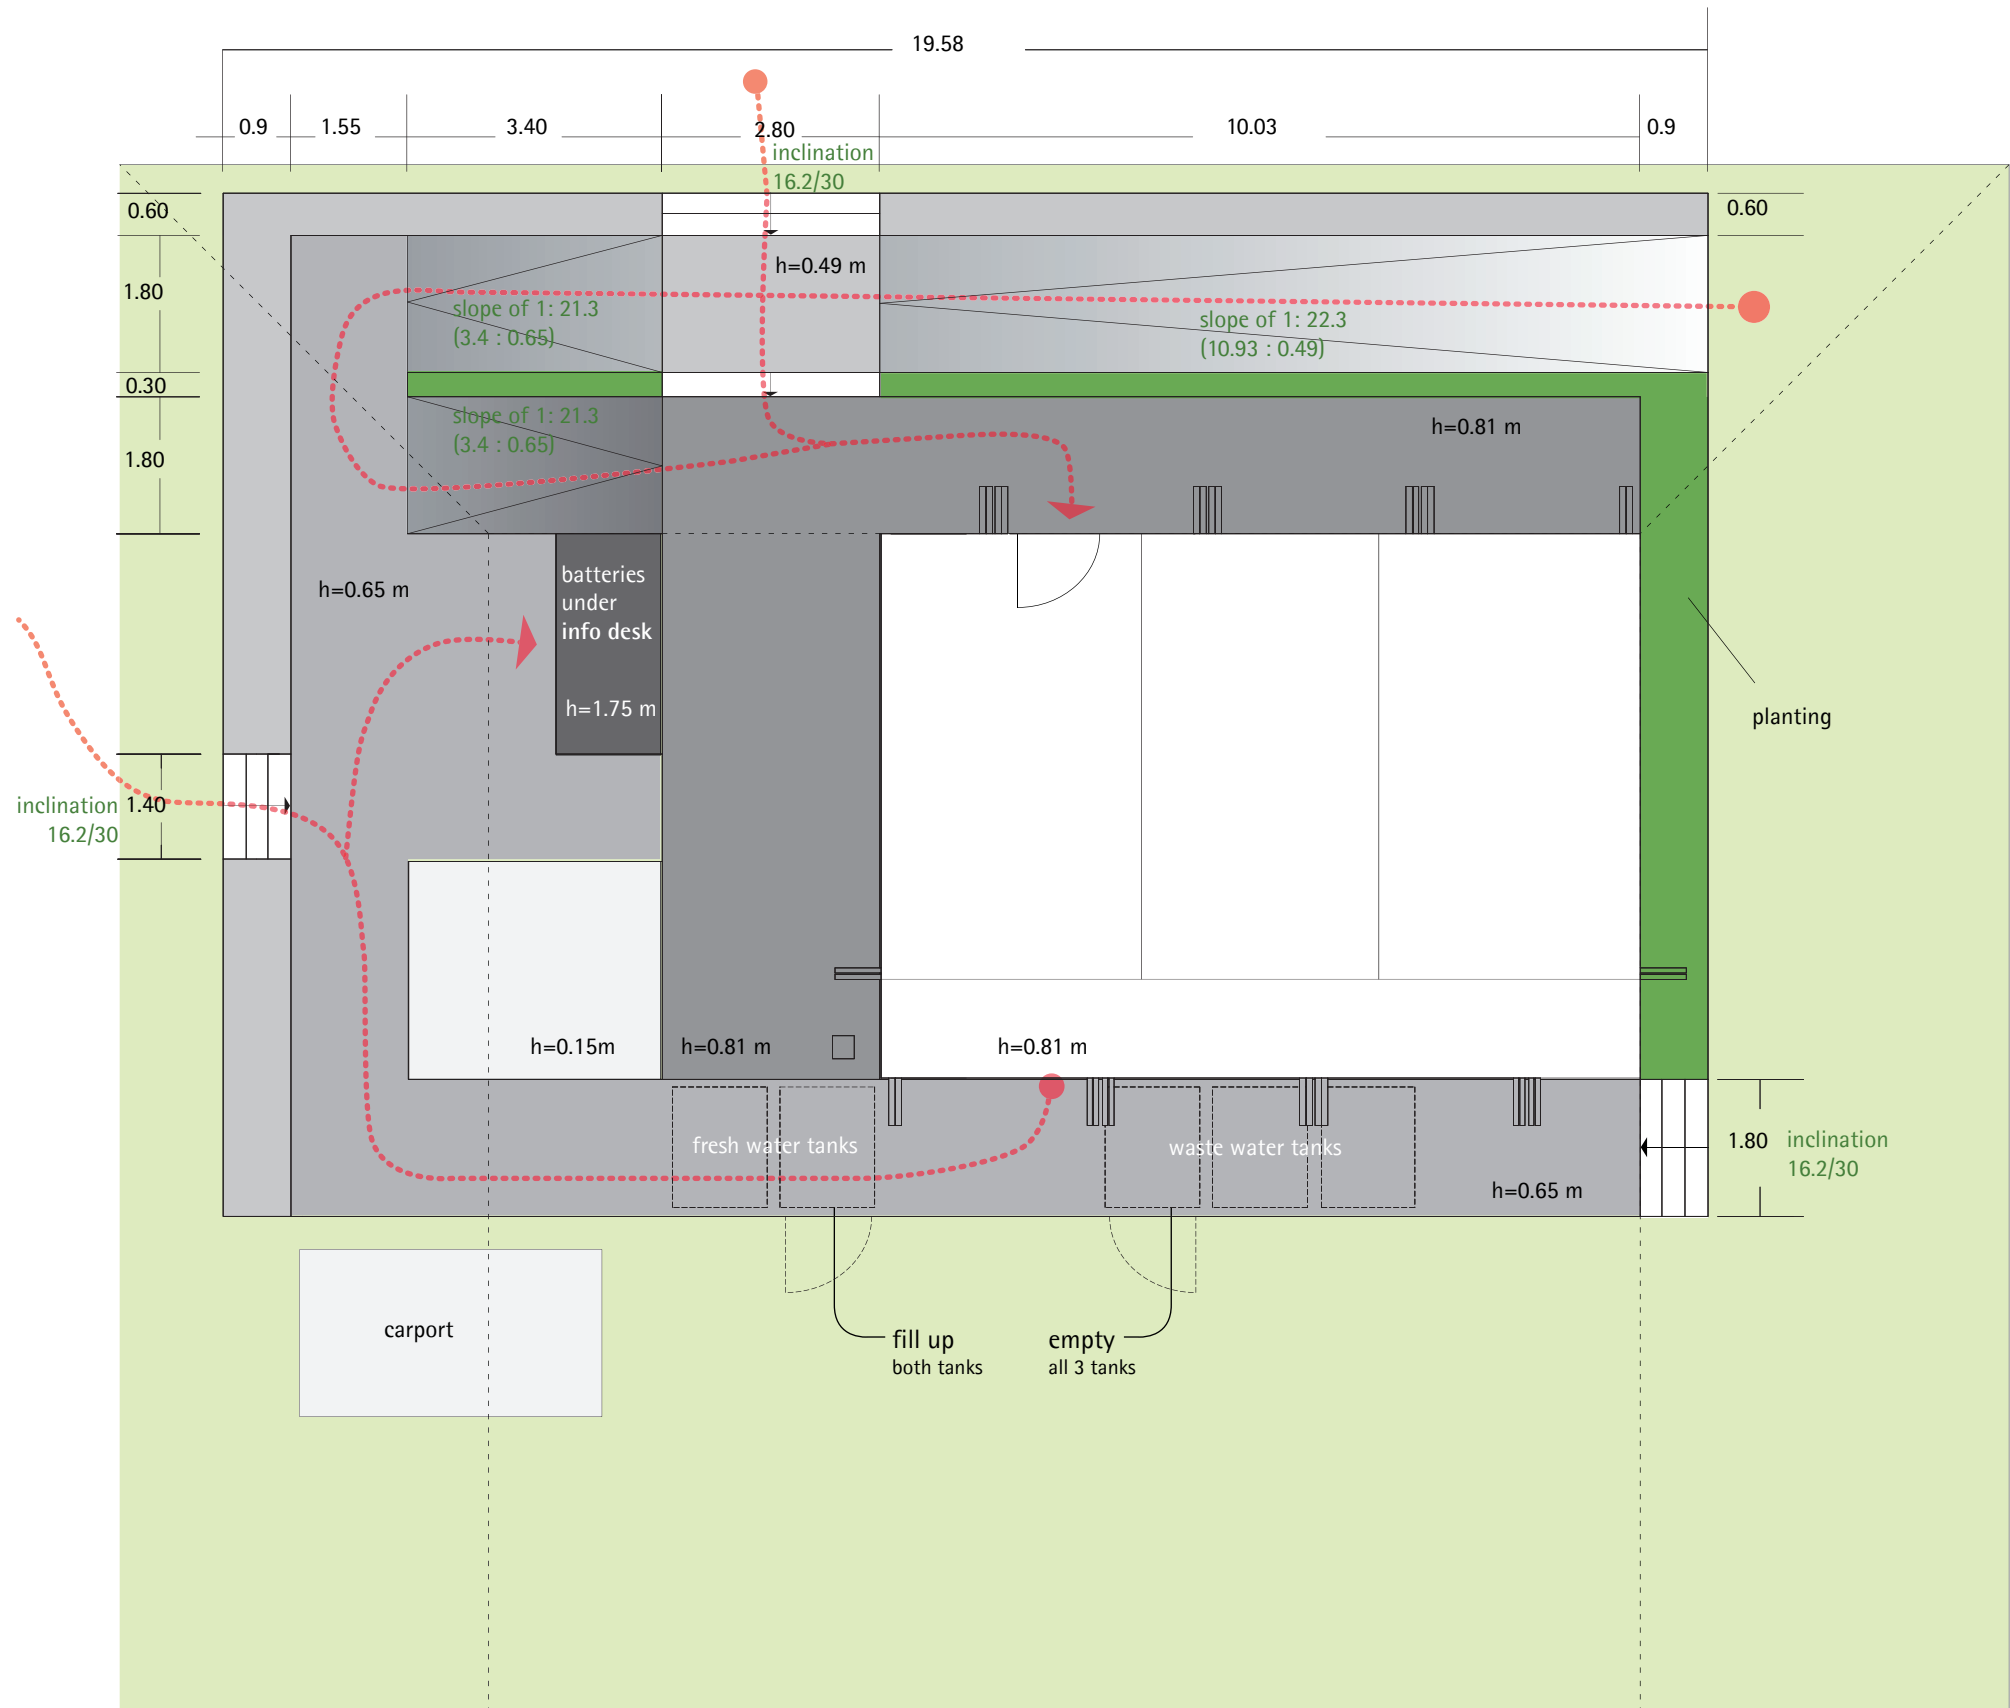 19.58
0.9
1.55
3.40
2.80
10.03
0.9
inclination
16.2/30
0.60
0.60
h=0.49 m
1.80
slope of 1: 21.3
(3.4 : 0.65)
slope of 1: 22.3
(10.93 : 0.49)
0.30
slope of 1: 21.3
(3.4 : 0.65)
h=0.81 m
1.80
batteries
under
info desk
h=0.65 m
h=1.75 m
planting
inclination
16.2/30
1.40
h=0.15m
h=0.81 m
h=0.81 m
fresh water tanks
waste water tanks
1.80
inclination
16.2/30
h=0.65 m
carport
fill up
both tanks
empty
all 3 tanks